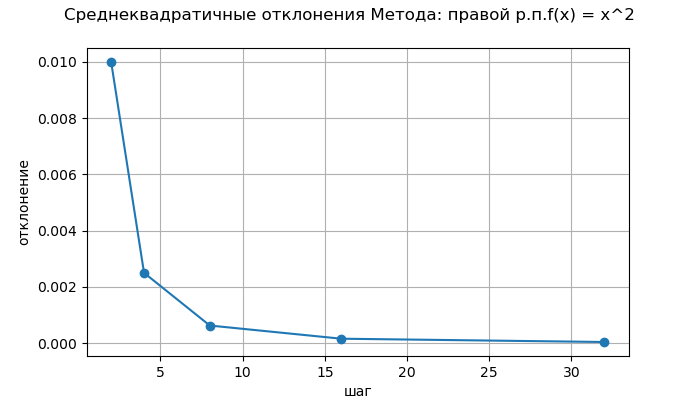 Среднеквадратичные отклонения Метода: правой р.п.f(x) = x^2
0.010
0.008
0.006
0.004
0.002
0.000
отклонение
5 10 15 20 25 30
шаг